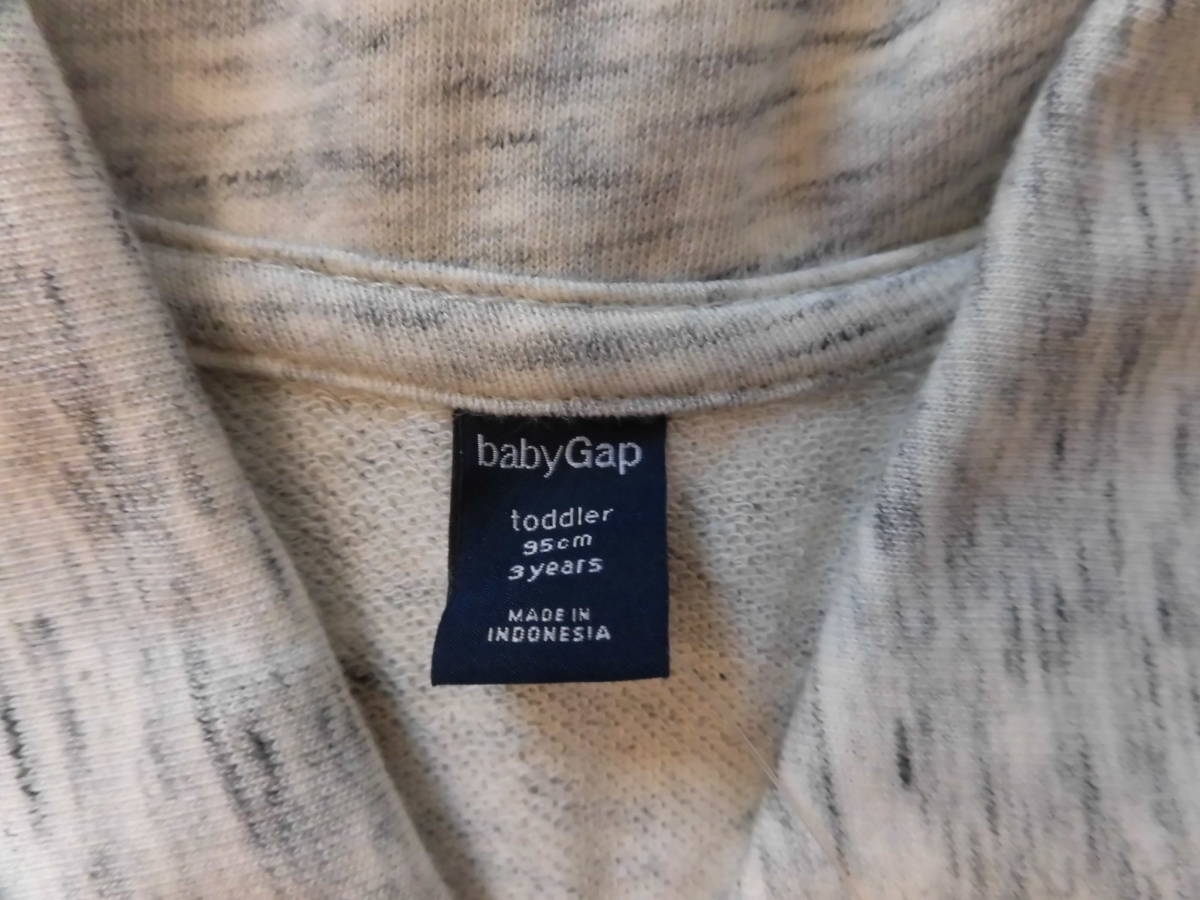 babyGap
toddler
95cm
3years
MADE IN
INDONESIA